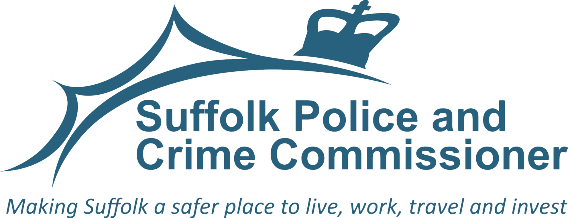 Suffolk Police and
Crime Commissioner
Making Suffolk a safer place to live, work, travel and invest